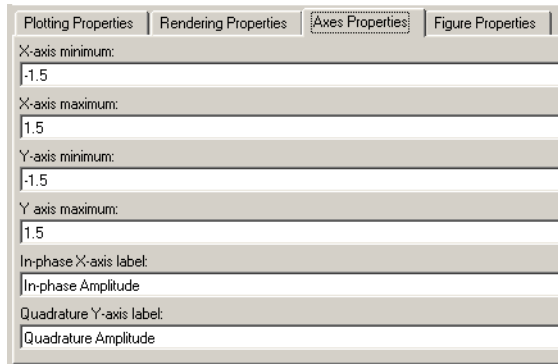 Plotting Properties Rendering Properties Axes Properties Figure Properties
X-axis minimum:
-1.5
X-axis maximum:
1.5
Y-axis minimum:
-1.5
Y axis maximum:
1.5
In-phase X-axis label:
In-phase Amplitude
Quadrature Y-axis label:
Quadrature Amplitude